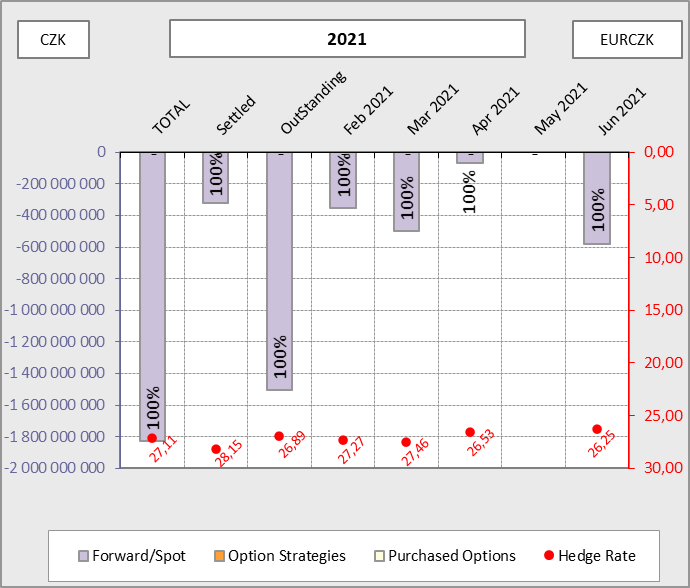 CZK
2021
EURCZK
TOTAL
Settled
OutStanding
Feb 2021
Mar 2021
Apr 2021
May 2021
Jun 2021
0
-200 000 000
-400 000 000
-600 000 000
-800 000 000
-1 000 000 000
-1 200 000 000
-1 400 000 000
-1 600 000 000
-1 800 000 000
-2 000 000 000
0,00
5,00
10,00
15,00
20,00
25,00
30,00
100%
100%
100%
100%
100%
100%
100%
27,11
28,15
26,89
27,27
27,46
26,53
26,25
Forward/Spot Option Strategies Purchased Options Hedge Rate